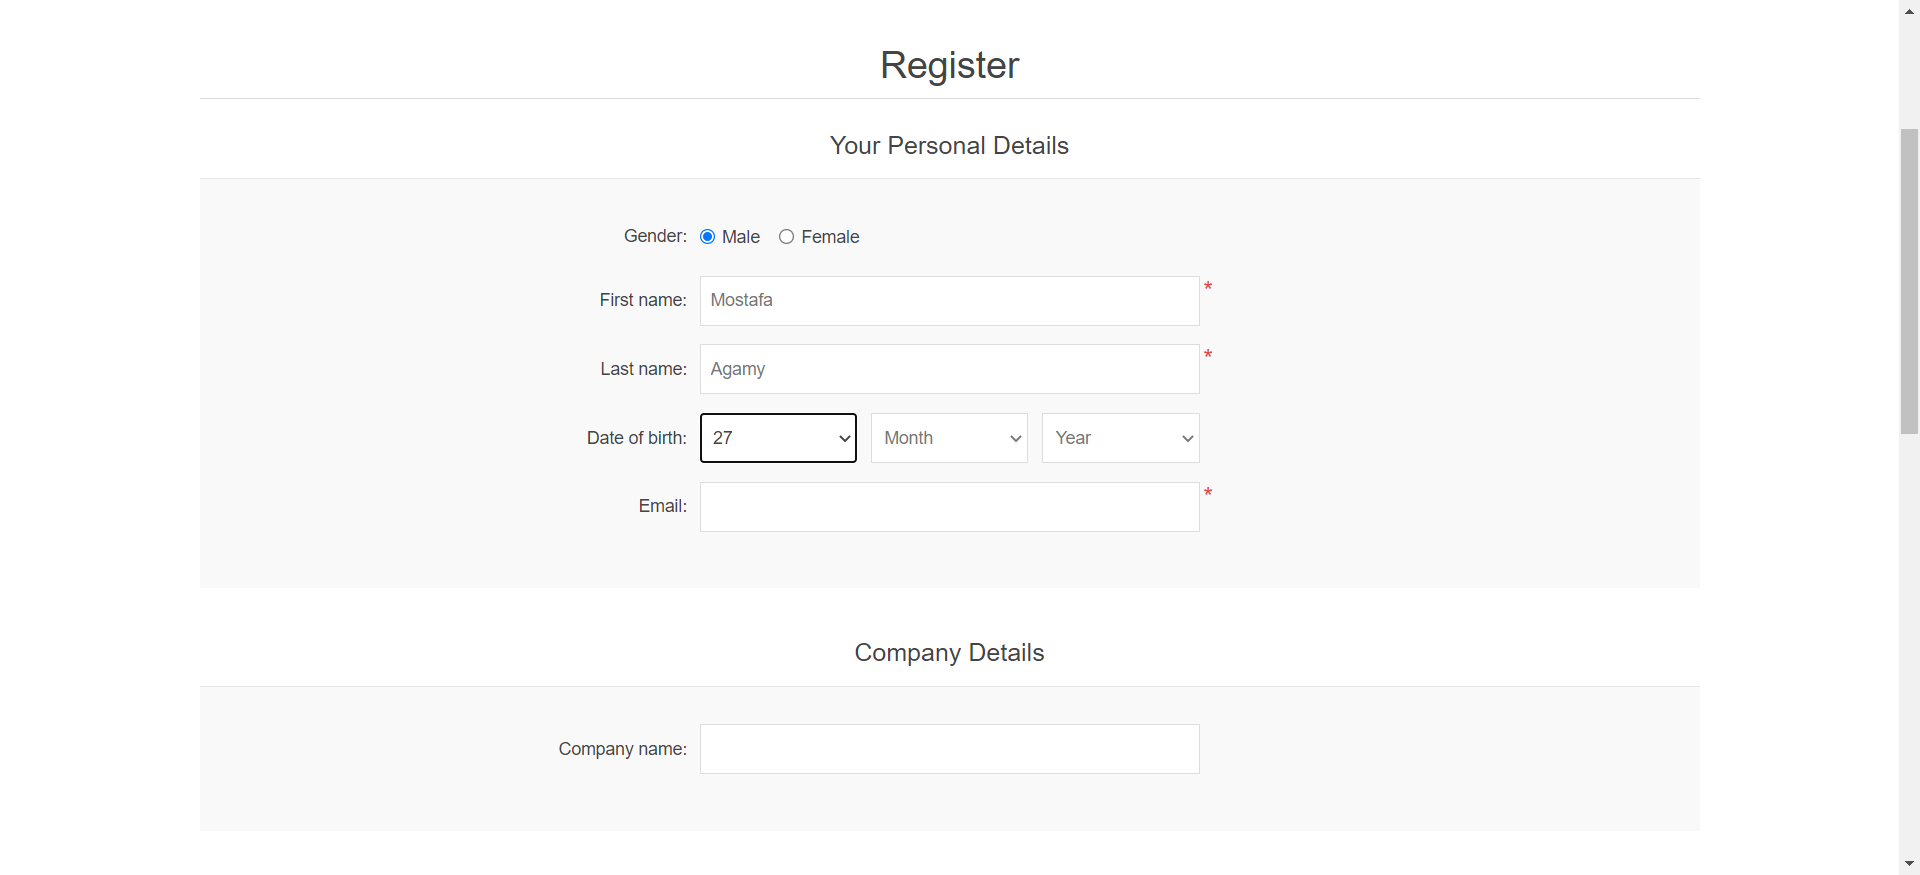 Register
Your Personal Details
Gender: Male Female
First name: Mostafa *
Last name: Agamy *
Date of birth: 27 Month Year
Email: *
Company Details
Company name: